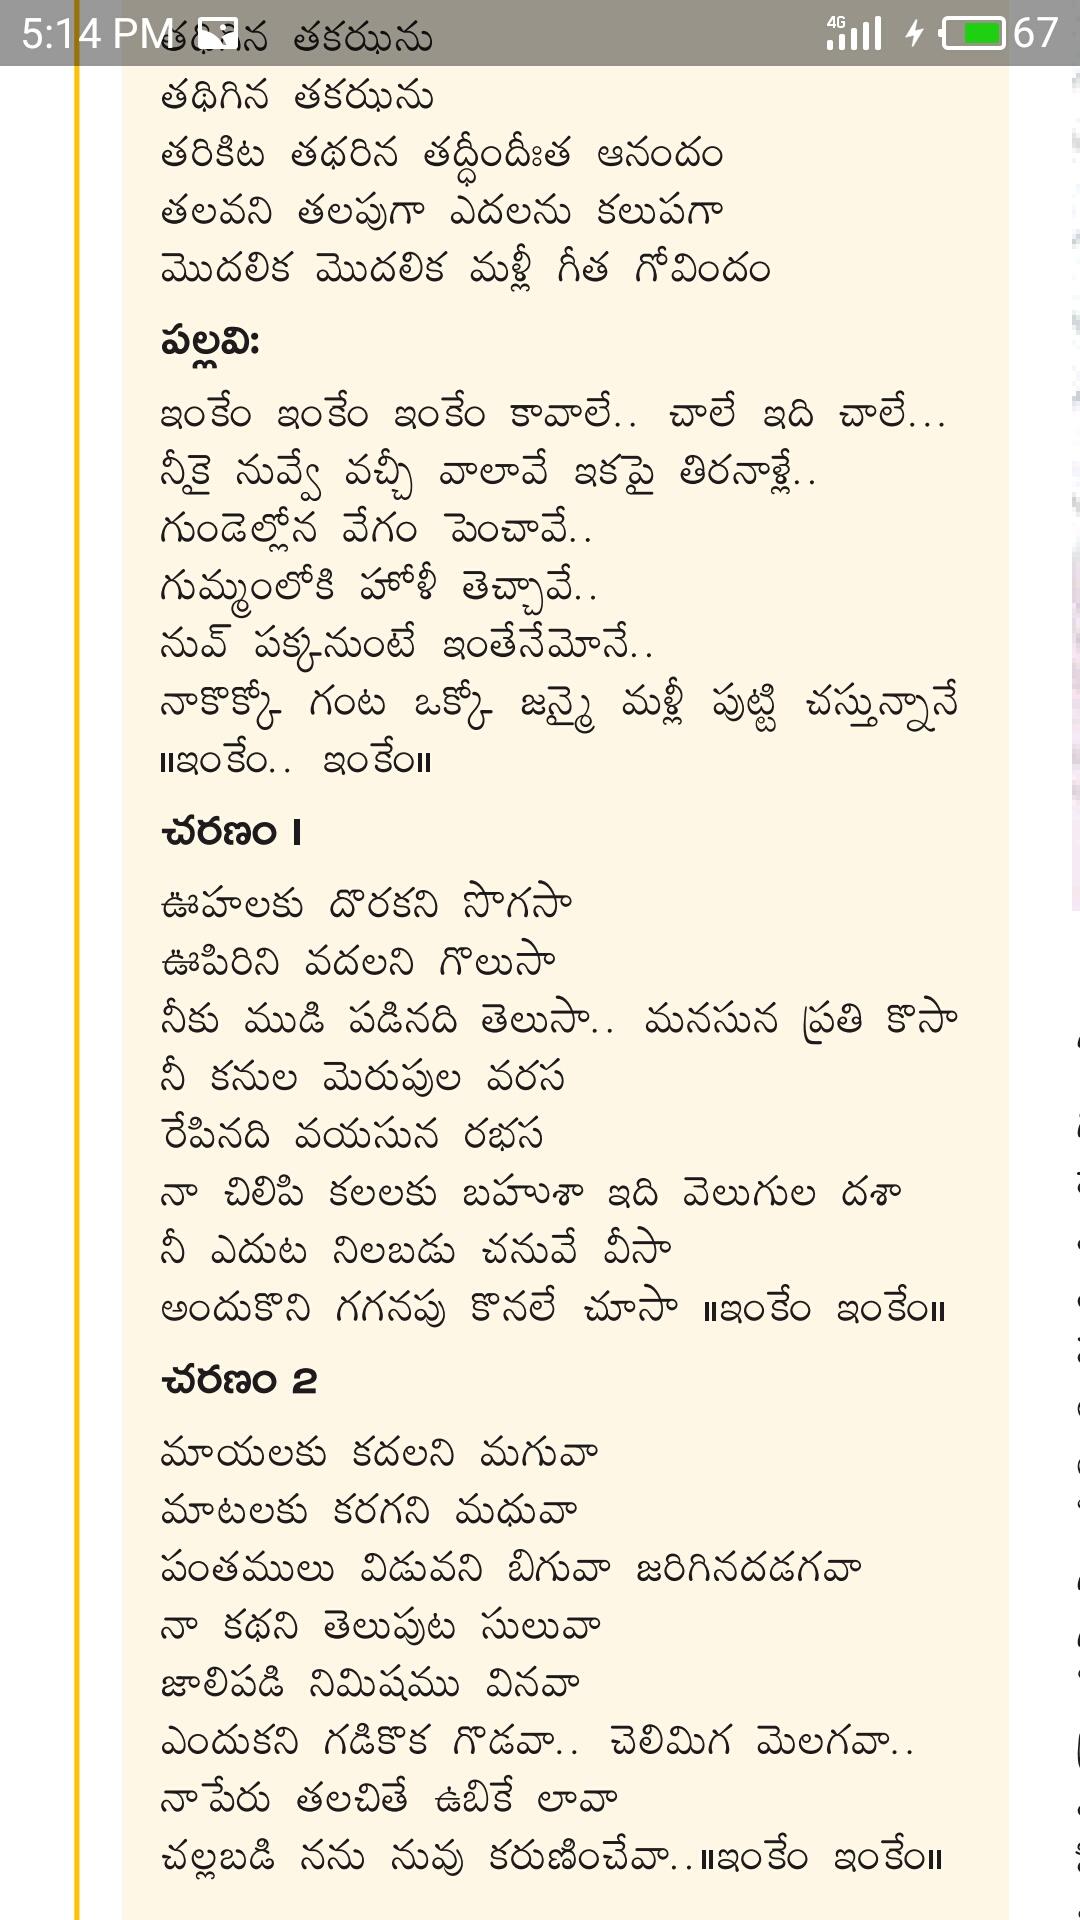 5:14 PM
4G
67
తథిగిన తకఝను
తథిగిన తకఝను
తరికిట తథరిన తద్ధీందీంత ఆనందం
తలవని తలపుగా ఎదలను కలుపగా
మొదలిక మొదలిక మళ్లీ గీత గోవిందం
పల్లవి:
ఇంకేం ఇంకేం ఇంకేం కావాలే.. చాలే ఇది చాలే...
నీకై నువ్వే వచ్చీ వాలావే ఇకపై తిరనాళ్లే..
గుండెల్లోన వేగం పెంచావే..
గుమ్మంలోకి హోళీ తెచ్చావే..
నువ్ పక్కనుంటే ఇంతేనేమోనే..
నాకొక్కో గంట ఒక్కో జన్మై మళ్లీ పుట్టి చస్తున్నానే
॥ఇంకేం.. ఇంకేం॥
చరణం 1
ఊహలకు దొరకని సొగసా
ఊపిరిని వదలని గొలుసా
నీకు ముడి పడినది తెలుసా.. మనసున ప్రతి కొసా
నీ కనుల మెరుపుల వరస
రేపినది వయసున రభస
నా చిలిపి కలలకు బహుశా ఇది వెలుగుల దశా
నీ ఎదుట నిలబడు చనువే వీసా
అందుకొని గగనపు కొనలే చూసా ॥ఇంకేం ఇంకేం॥
చరణం 2
మాయలకు కదలని మగువా
మాటలకు కరగని మధువా
పంతములు విడువని బిగువా జరిగినదడగవా
నా కథని తెలుపుట సులువా
జాలిపడి నిమిషము వినవా
ఎందుకని గడికొక గొడవా.. చెలిమిగ మెలగవా..
నాపేరు తలచితే ఉబికే లావా
చల్లబడి నను నువు కరుణించేవా..॥ఇంకేం ఇంకేం॥